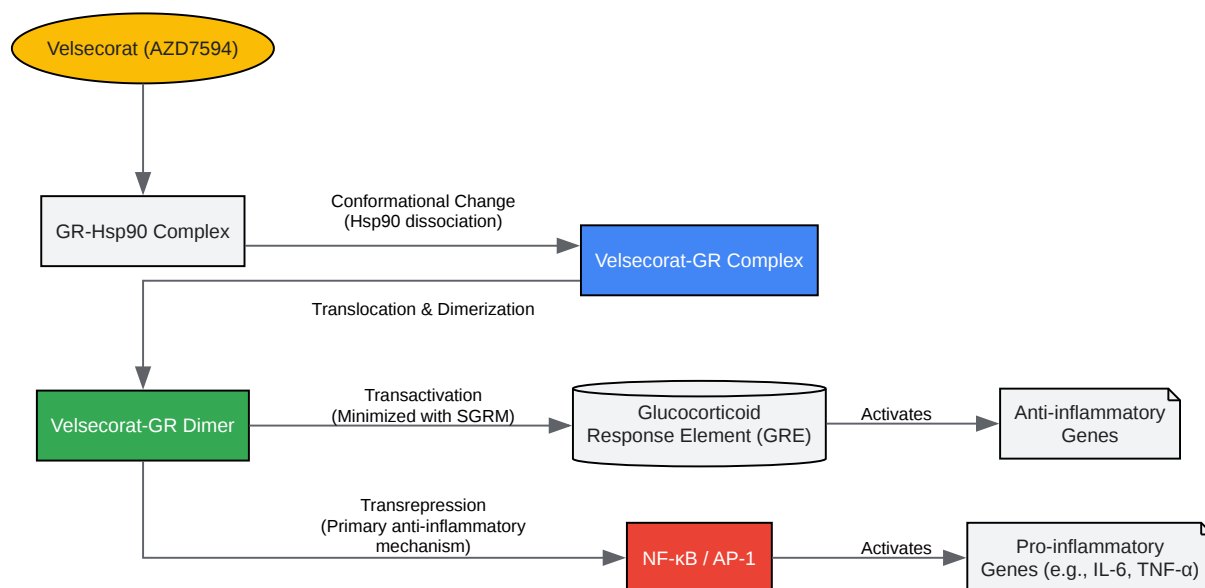 Velsecorat (AZD7594)
GR-Hsp90 Complex
Conformational Change
(Hsp90 dissociation)
Velsecorat-GR Complex
Translocation & Dimerization
Velsecorat-GR Dimer
Transactivation
(Minimized with SGRM)
Glucocorticoid
Response Element (GRE)
Activates
Anti-inflammatory
Genes
Transrepression
(Primary anti-inflammatory
mechanism)
NF-κB / AP-1
Activates
Pro-inflammatory
Genes (e.g., IL-6, TNF-α)